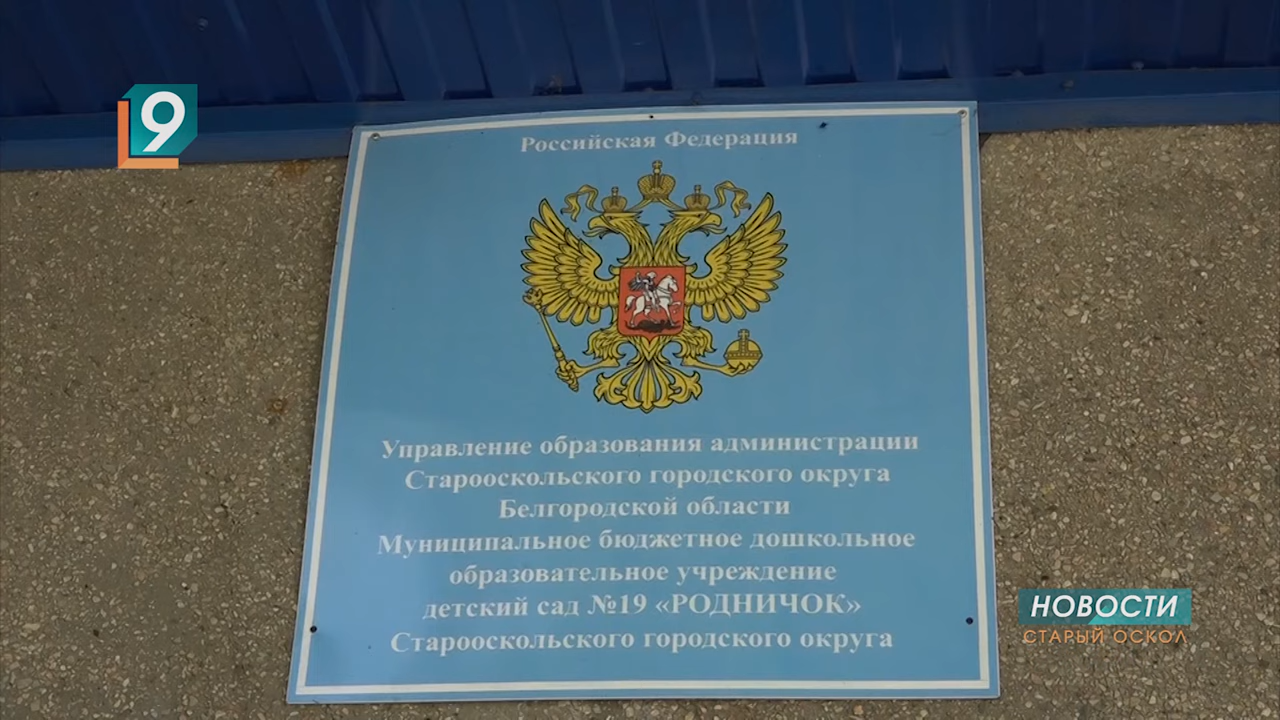 9
Российская Федерация
Управление образования администрации
Старооскольского городского округа
Белгородской области
Муниципальное бюджетное дошкольное
образовательное учреждение
детский сад №19 «РОДНИЧОК»
Старооскольского городского округа
НОВОСТИ
СТАРЫЙ ОСКОЛ